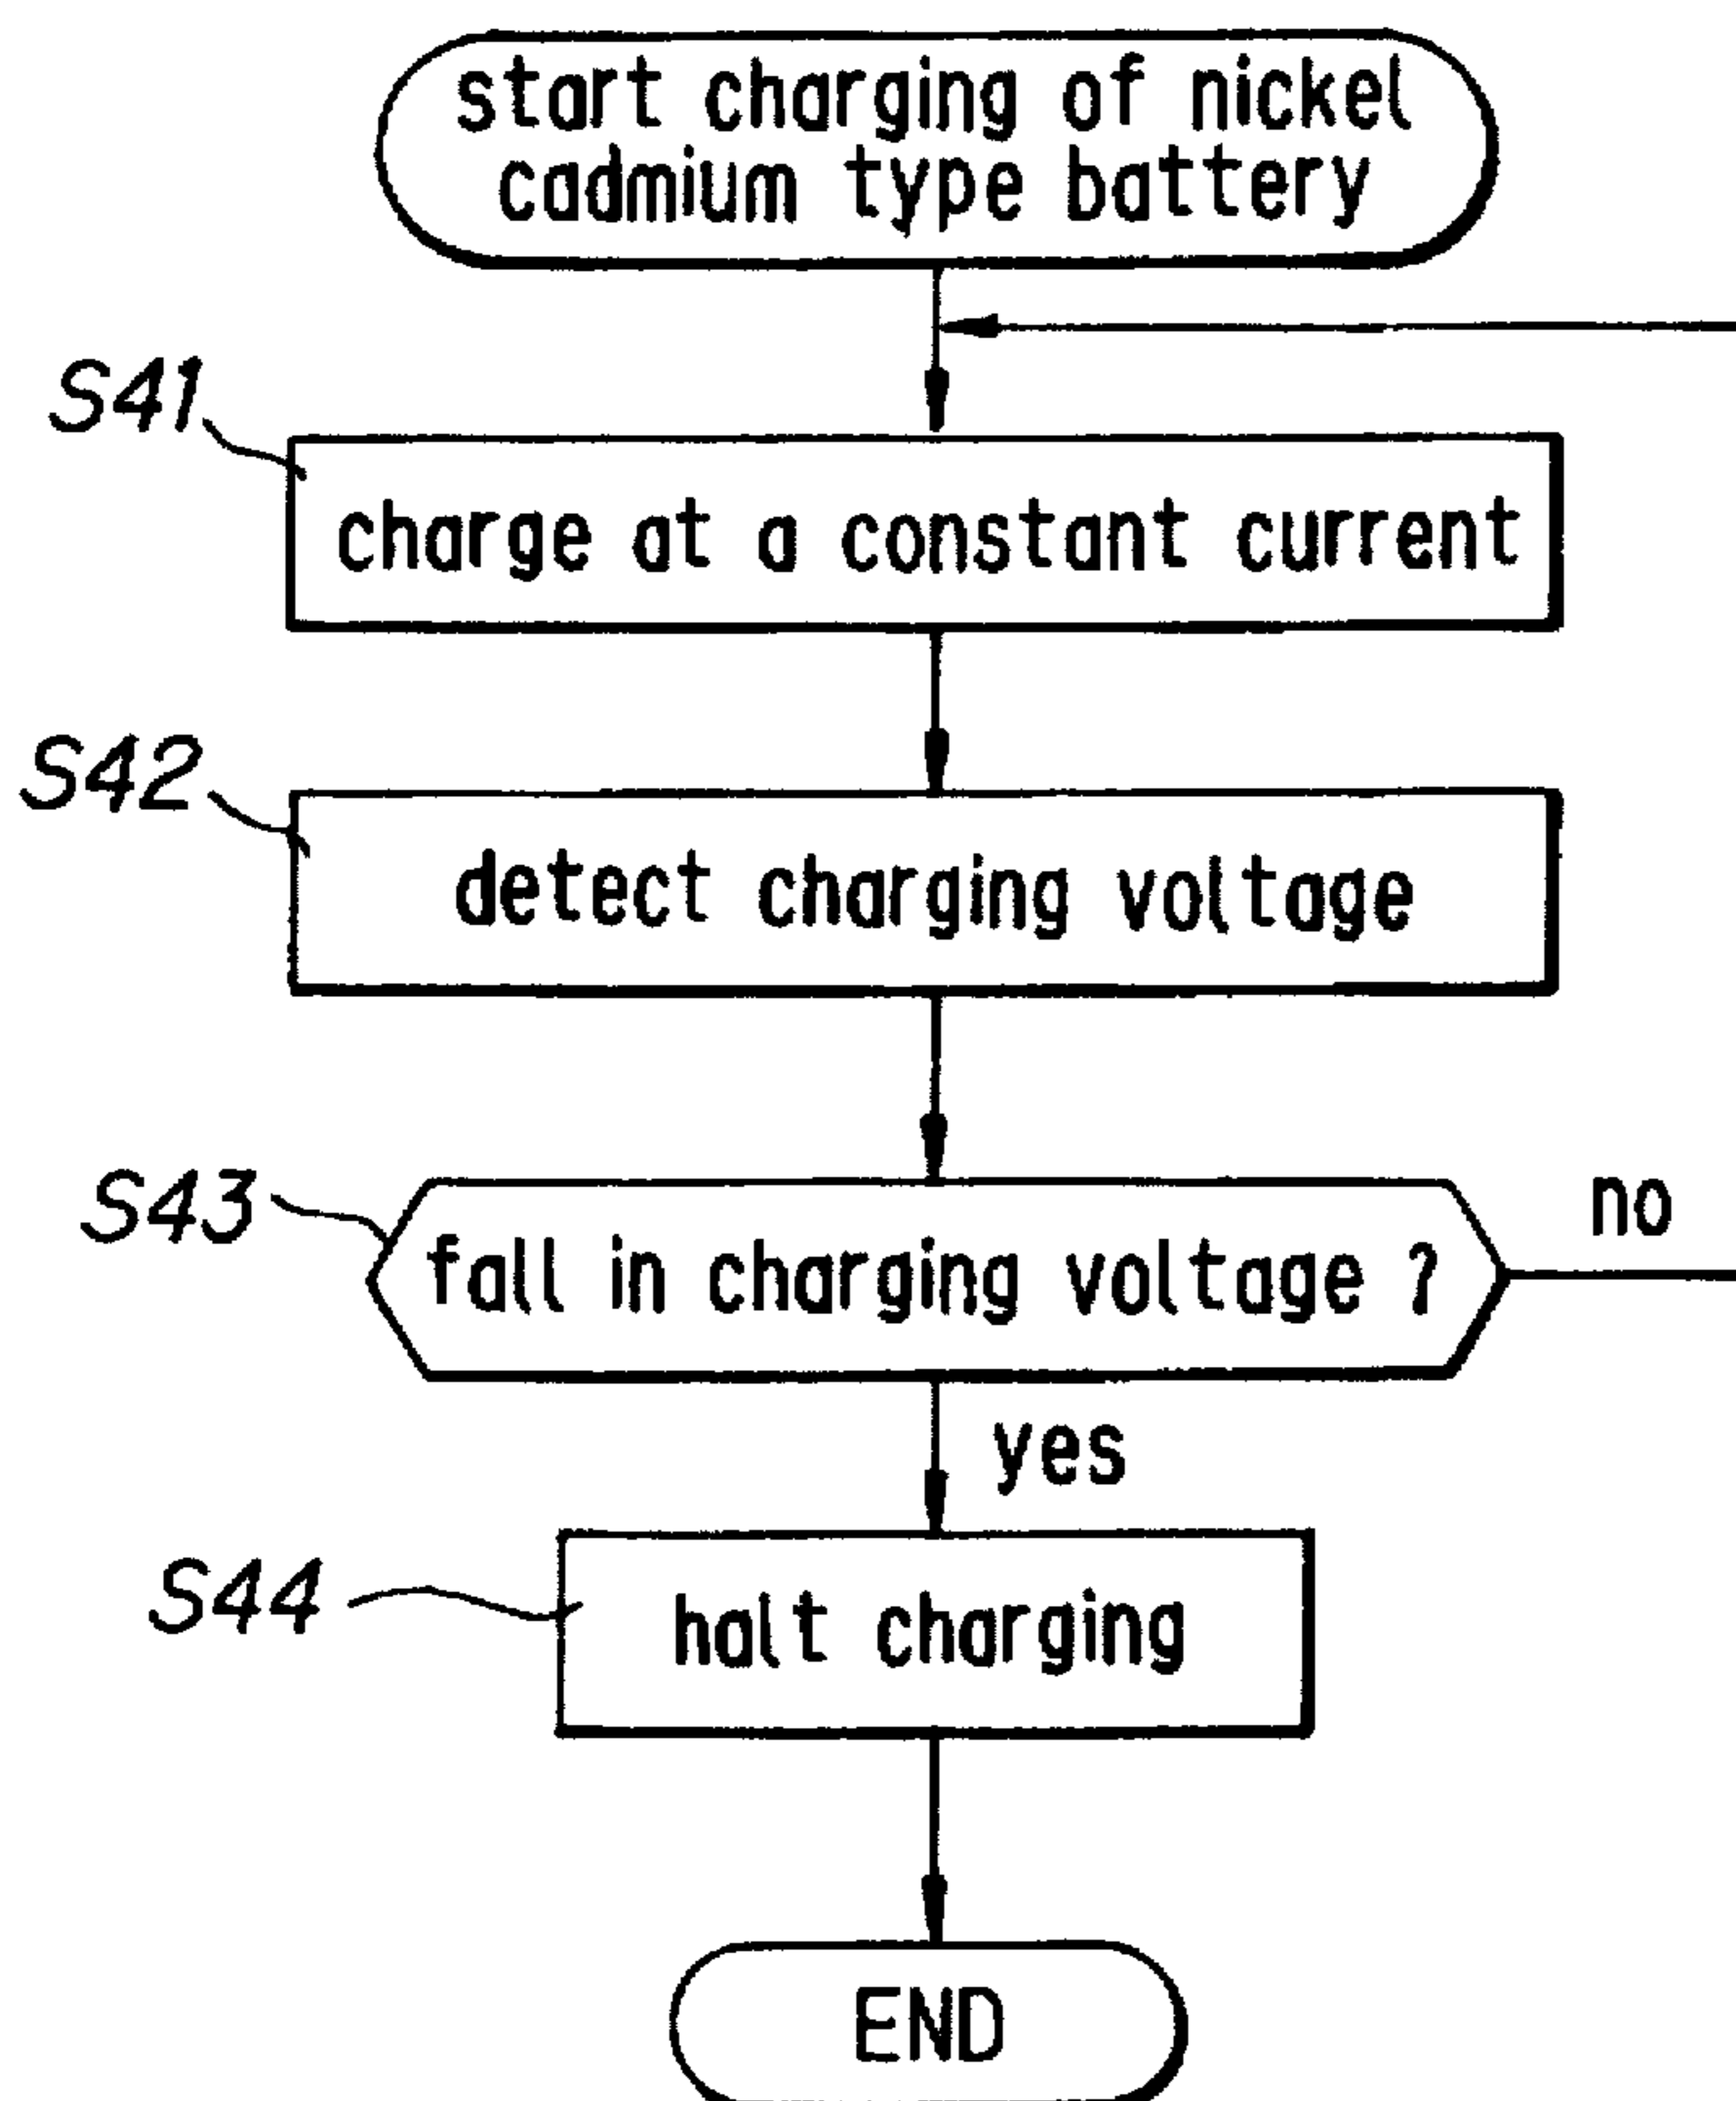 start charging of nickel
cadmium type battery
S41
charge at a constant current
S42
detect charging voltage
S43
fall in charging voltage ?
no
yes
S44
halt charging
END